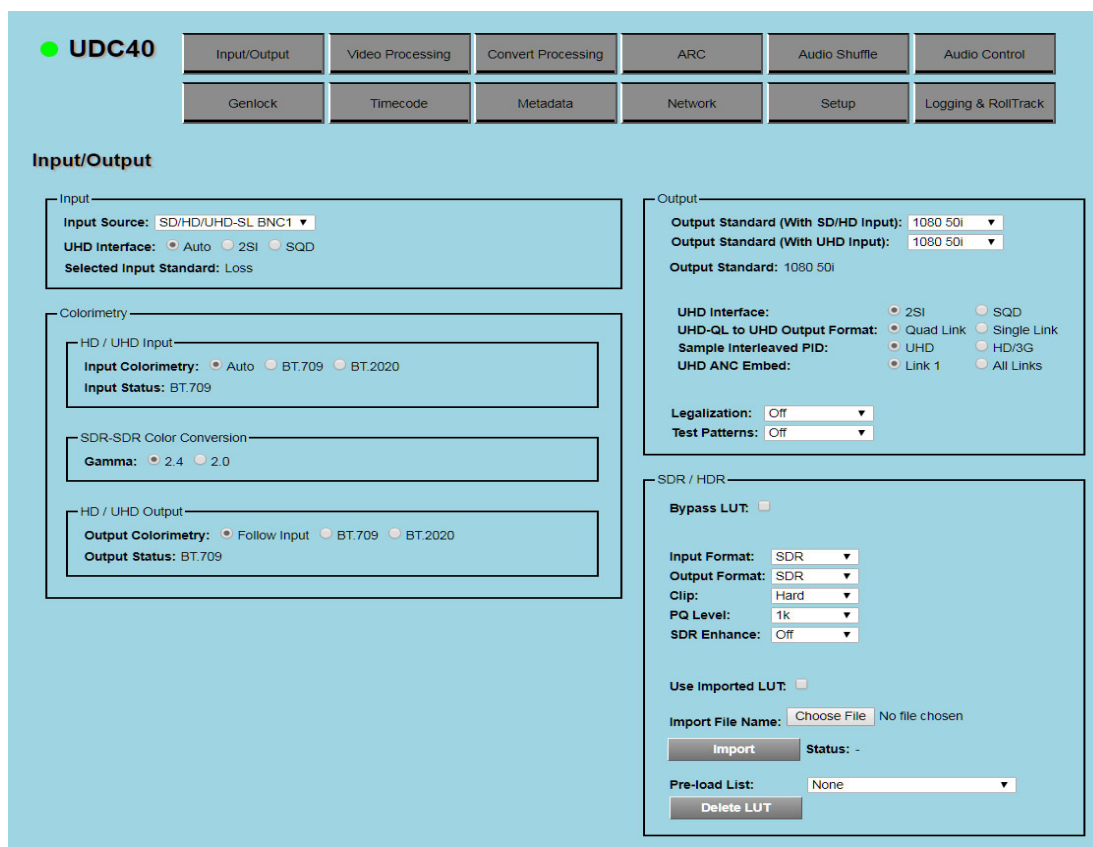 UDC40
Input/Output
Video Processing
Convert Processing
ARC
Audio Shuffle
Audio Control
Genlock
Timecode
Metadata
Network
Setup
Logging & RollTrack
Input/Output
Input
Input Source: SD/HD/UHD-SL BNC1
UHD Interface: Auto 2SI SQD
Selected Input Standard: Loss
Colorimetry
HD / UHD Input
Input Colorimetry: Auto BT.709 BT.2020
Input Status: BT.709
SDR-SDR Color Conversion
Gamma: 2.4 2.0
HD / UHD Output
Output Colorimetry: Follow Input BT.709 BT.2020
Output Status: BT.709
Output
Output Standard (With SD/HD Input): 1080 50i
Output Standard (With UHD Input): 1080 50i
Output Standard: 1080 50i
UHD Interface: 2SI SQD
UHD-QL to UHD Output Format: Quad Link Single Link
Sample Interleaved PID: UHD HD/3G
UHD ANC Embed: Link 1 All Links
Legalization: Off
Test Patterns: Off
SDR / HDR
Bypass LUT:
Input Format: SDR
Output Format: SDR
Clip: Hard
PQ Level: 1k
SDR Enhance: Off
Use Imported LUT:
Import File Name: Choose File No file chosen
Import Status: -
Pre-load List: None
Delete LUT